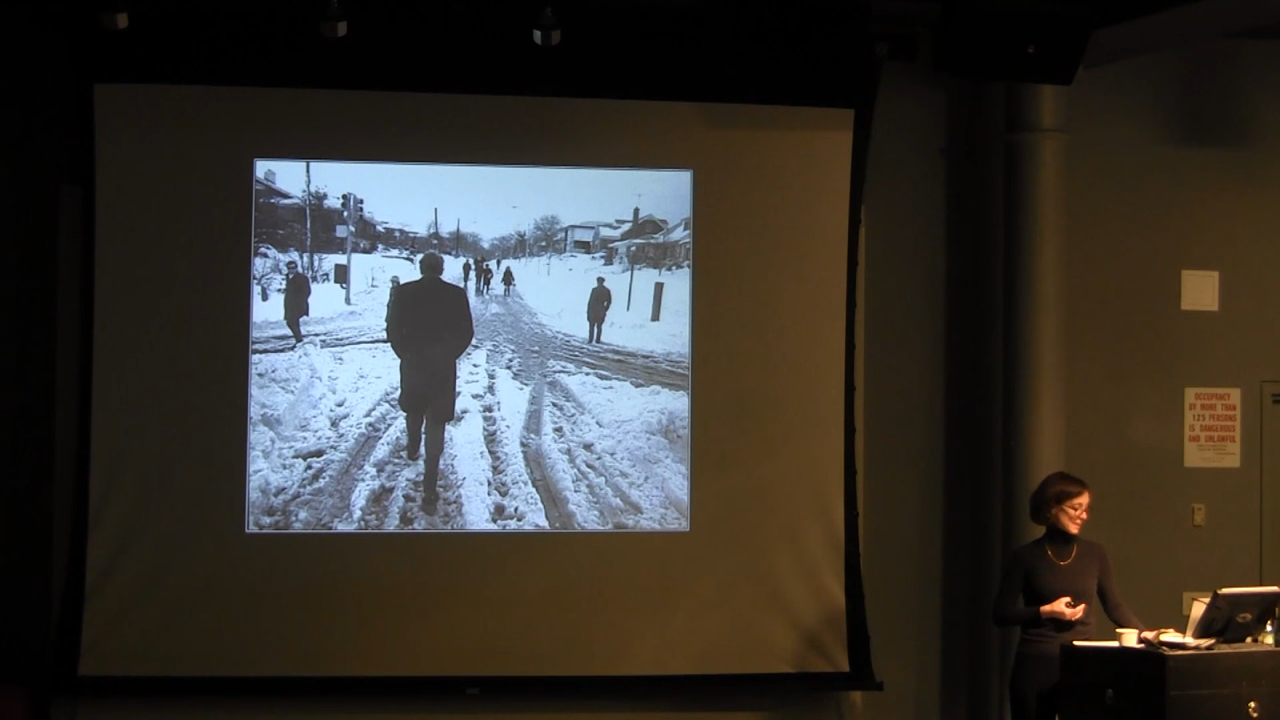 OCCUPANCY
BY MORE THAN
125 PERSONS
IS DANGEROUS
AND UNLAWFUL